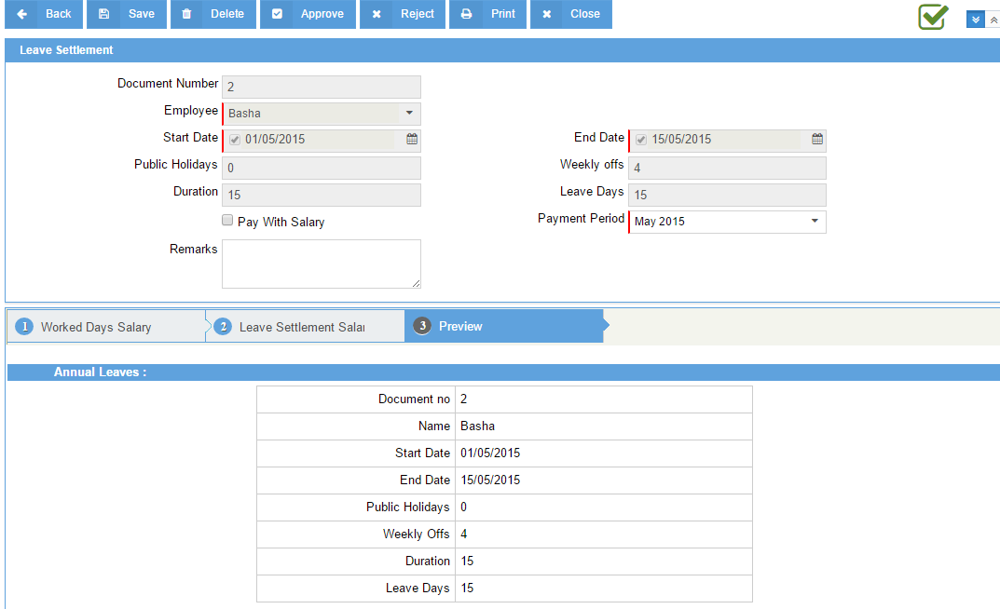 Back Save Delete Approve Reject Print Close
Leave Settlement
Document Number 2
Employee Basha
Start Date 01/05/2015 End Date 15/05/2015
Public Holidays 0 Weekly offs 4
Duration 15 Leave Days 15
Pay With Salary Payment Period May 2015
Remarks
1 Worked Days Salary 2 Leave Settlement Salar 3 Preview
Annual Leaves :
Document no 2
Name Basha
Start Date 01/05/2015
End Date 15/05/2015
Public Holidays 0
Weekly Offs 4
Duration 15
Leave Days 15